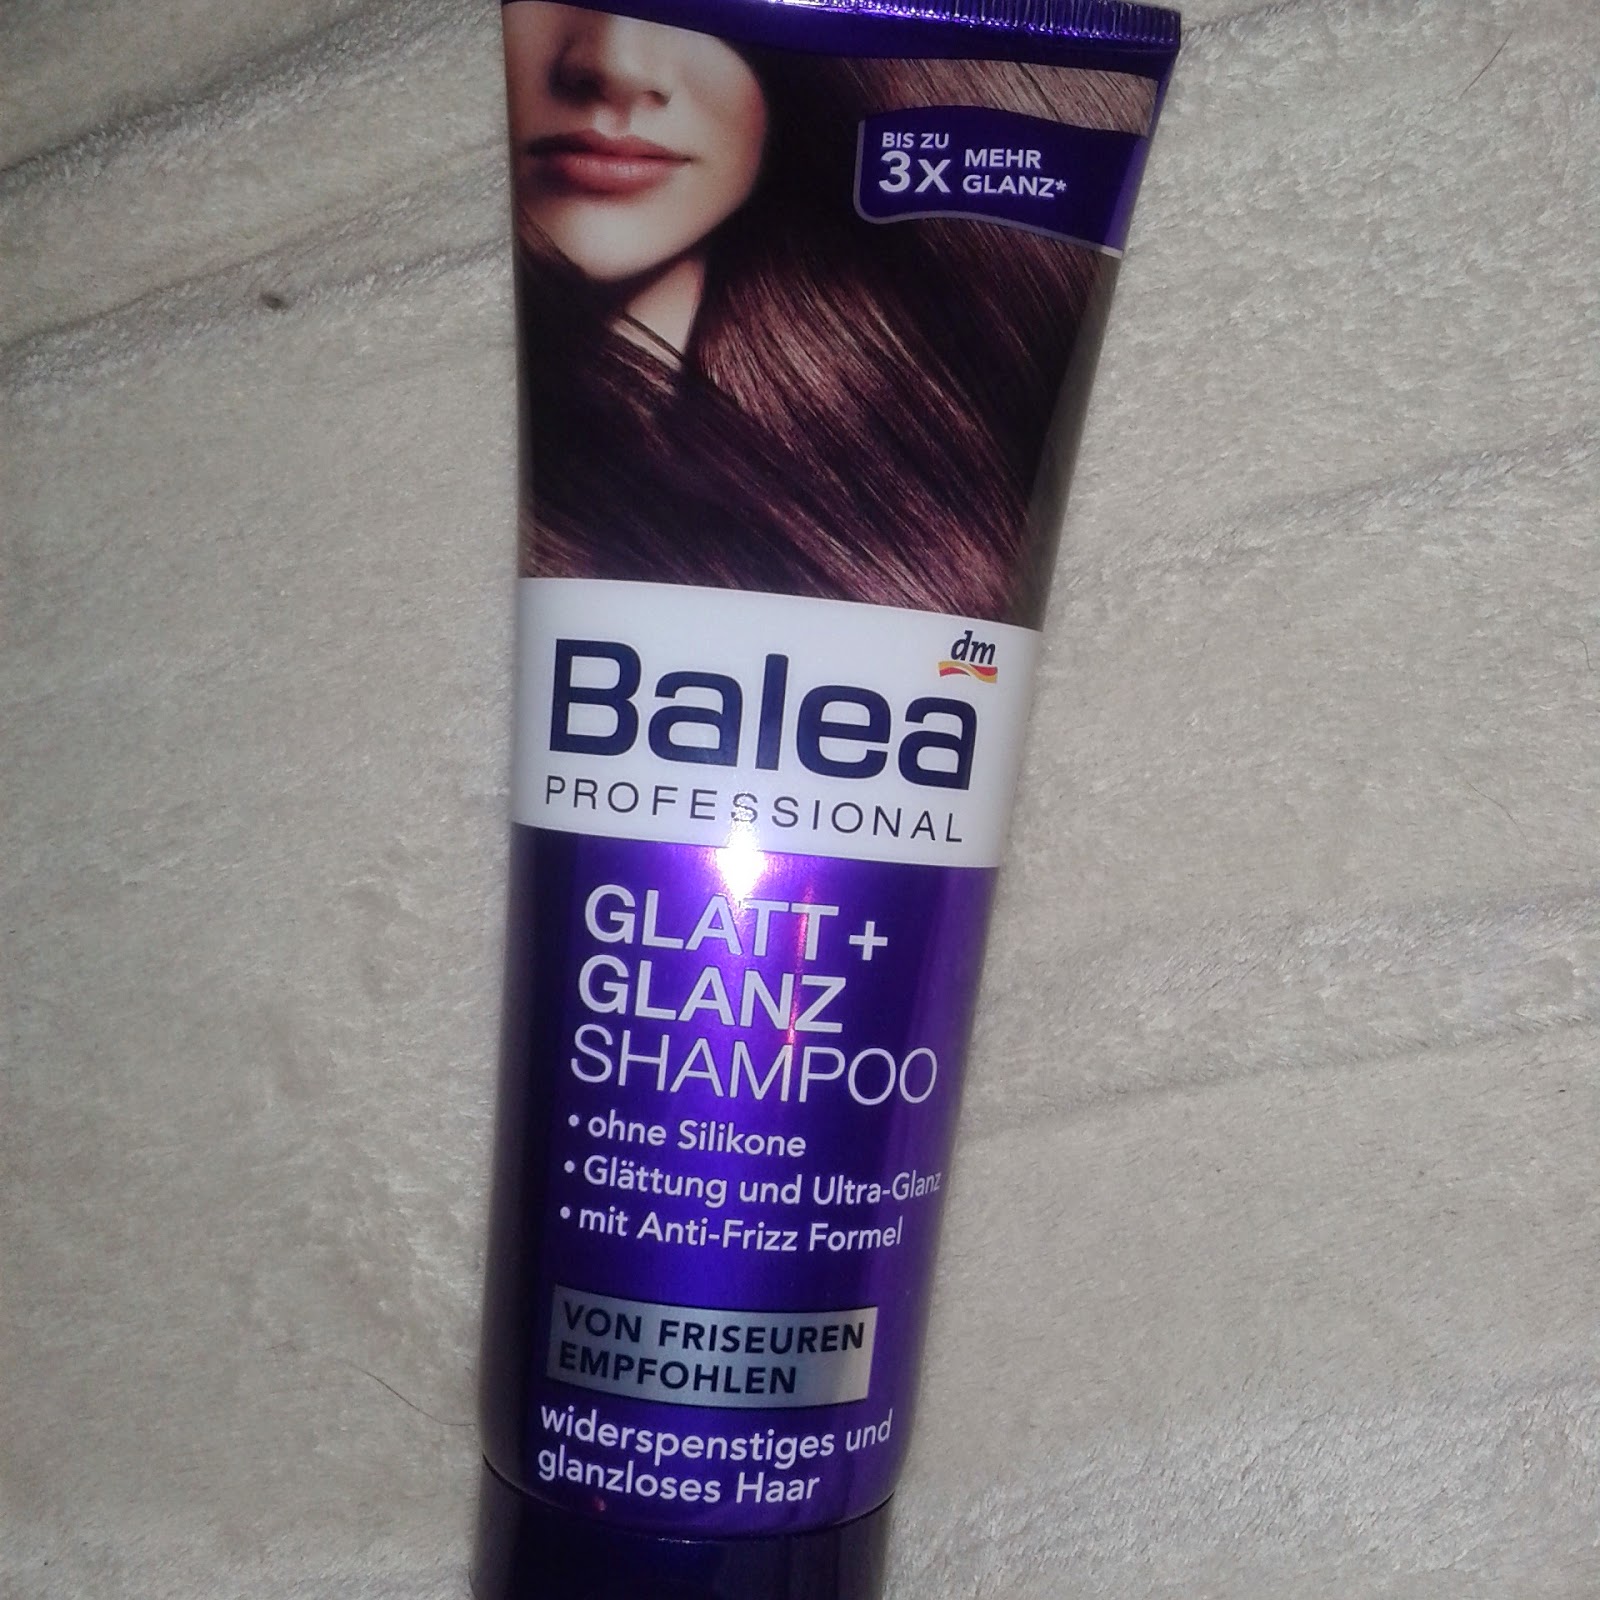 BIS ZU
3X MEHR
GLANZ*
dm
Balea
PROFESSIONAL
GLATT +
GLANZ
SHAMPOO
• ohne Silikone
• Glättung und Ultra-Glanz
• mit Anti-Frizz Formel
VON FRISEUREN
EMPFOHLEN
widerspenstiges und
glanzloses Haar